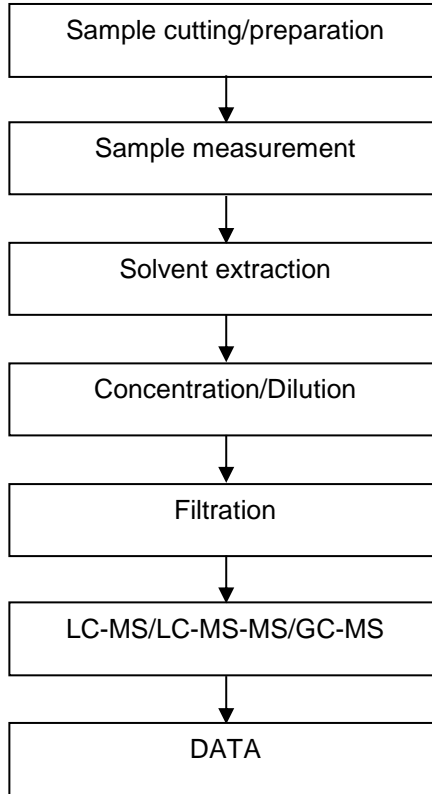 Sample cutting/preparation
Sample measurement
Solvent extraction
Concentration/Dilution
Filtration
LC-MS/LC-MS-MS/GC-MS
DATA